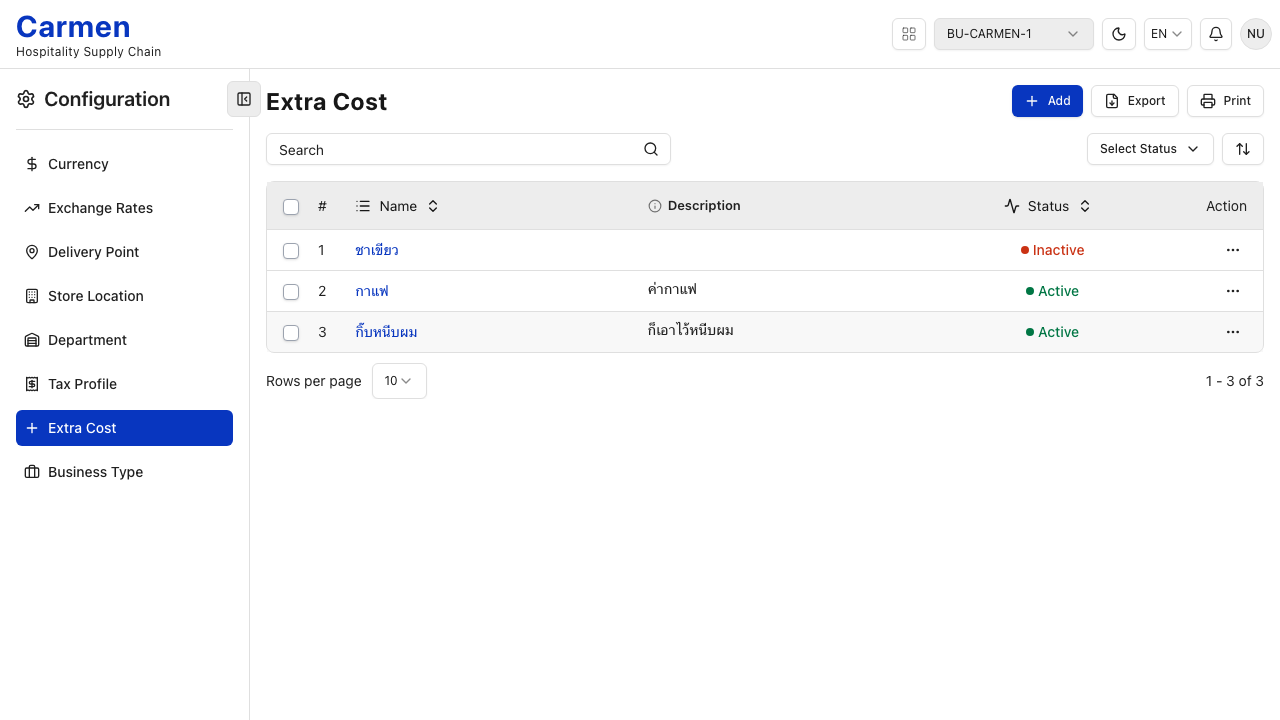 Carmen
Hospitality Supply Chain
BU-CARMEN-1
EN
NU
Configuration
Currency
Exchange Rates
Delivery Point
Store Location
Department
Tax Profile
Extra Cost
Business Type
Extra Cost
Add
Export
Print
Search
Select Status
# Name Description Status Action
1 ชาเขียว Inactive
2 กาแฟ ค่ากาแฟ Active
3 กิ๊บหนีบผม ก็เอาไว้หนีบผม Active
Rows per page 10
1 - 3 of 3